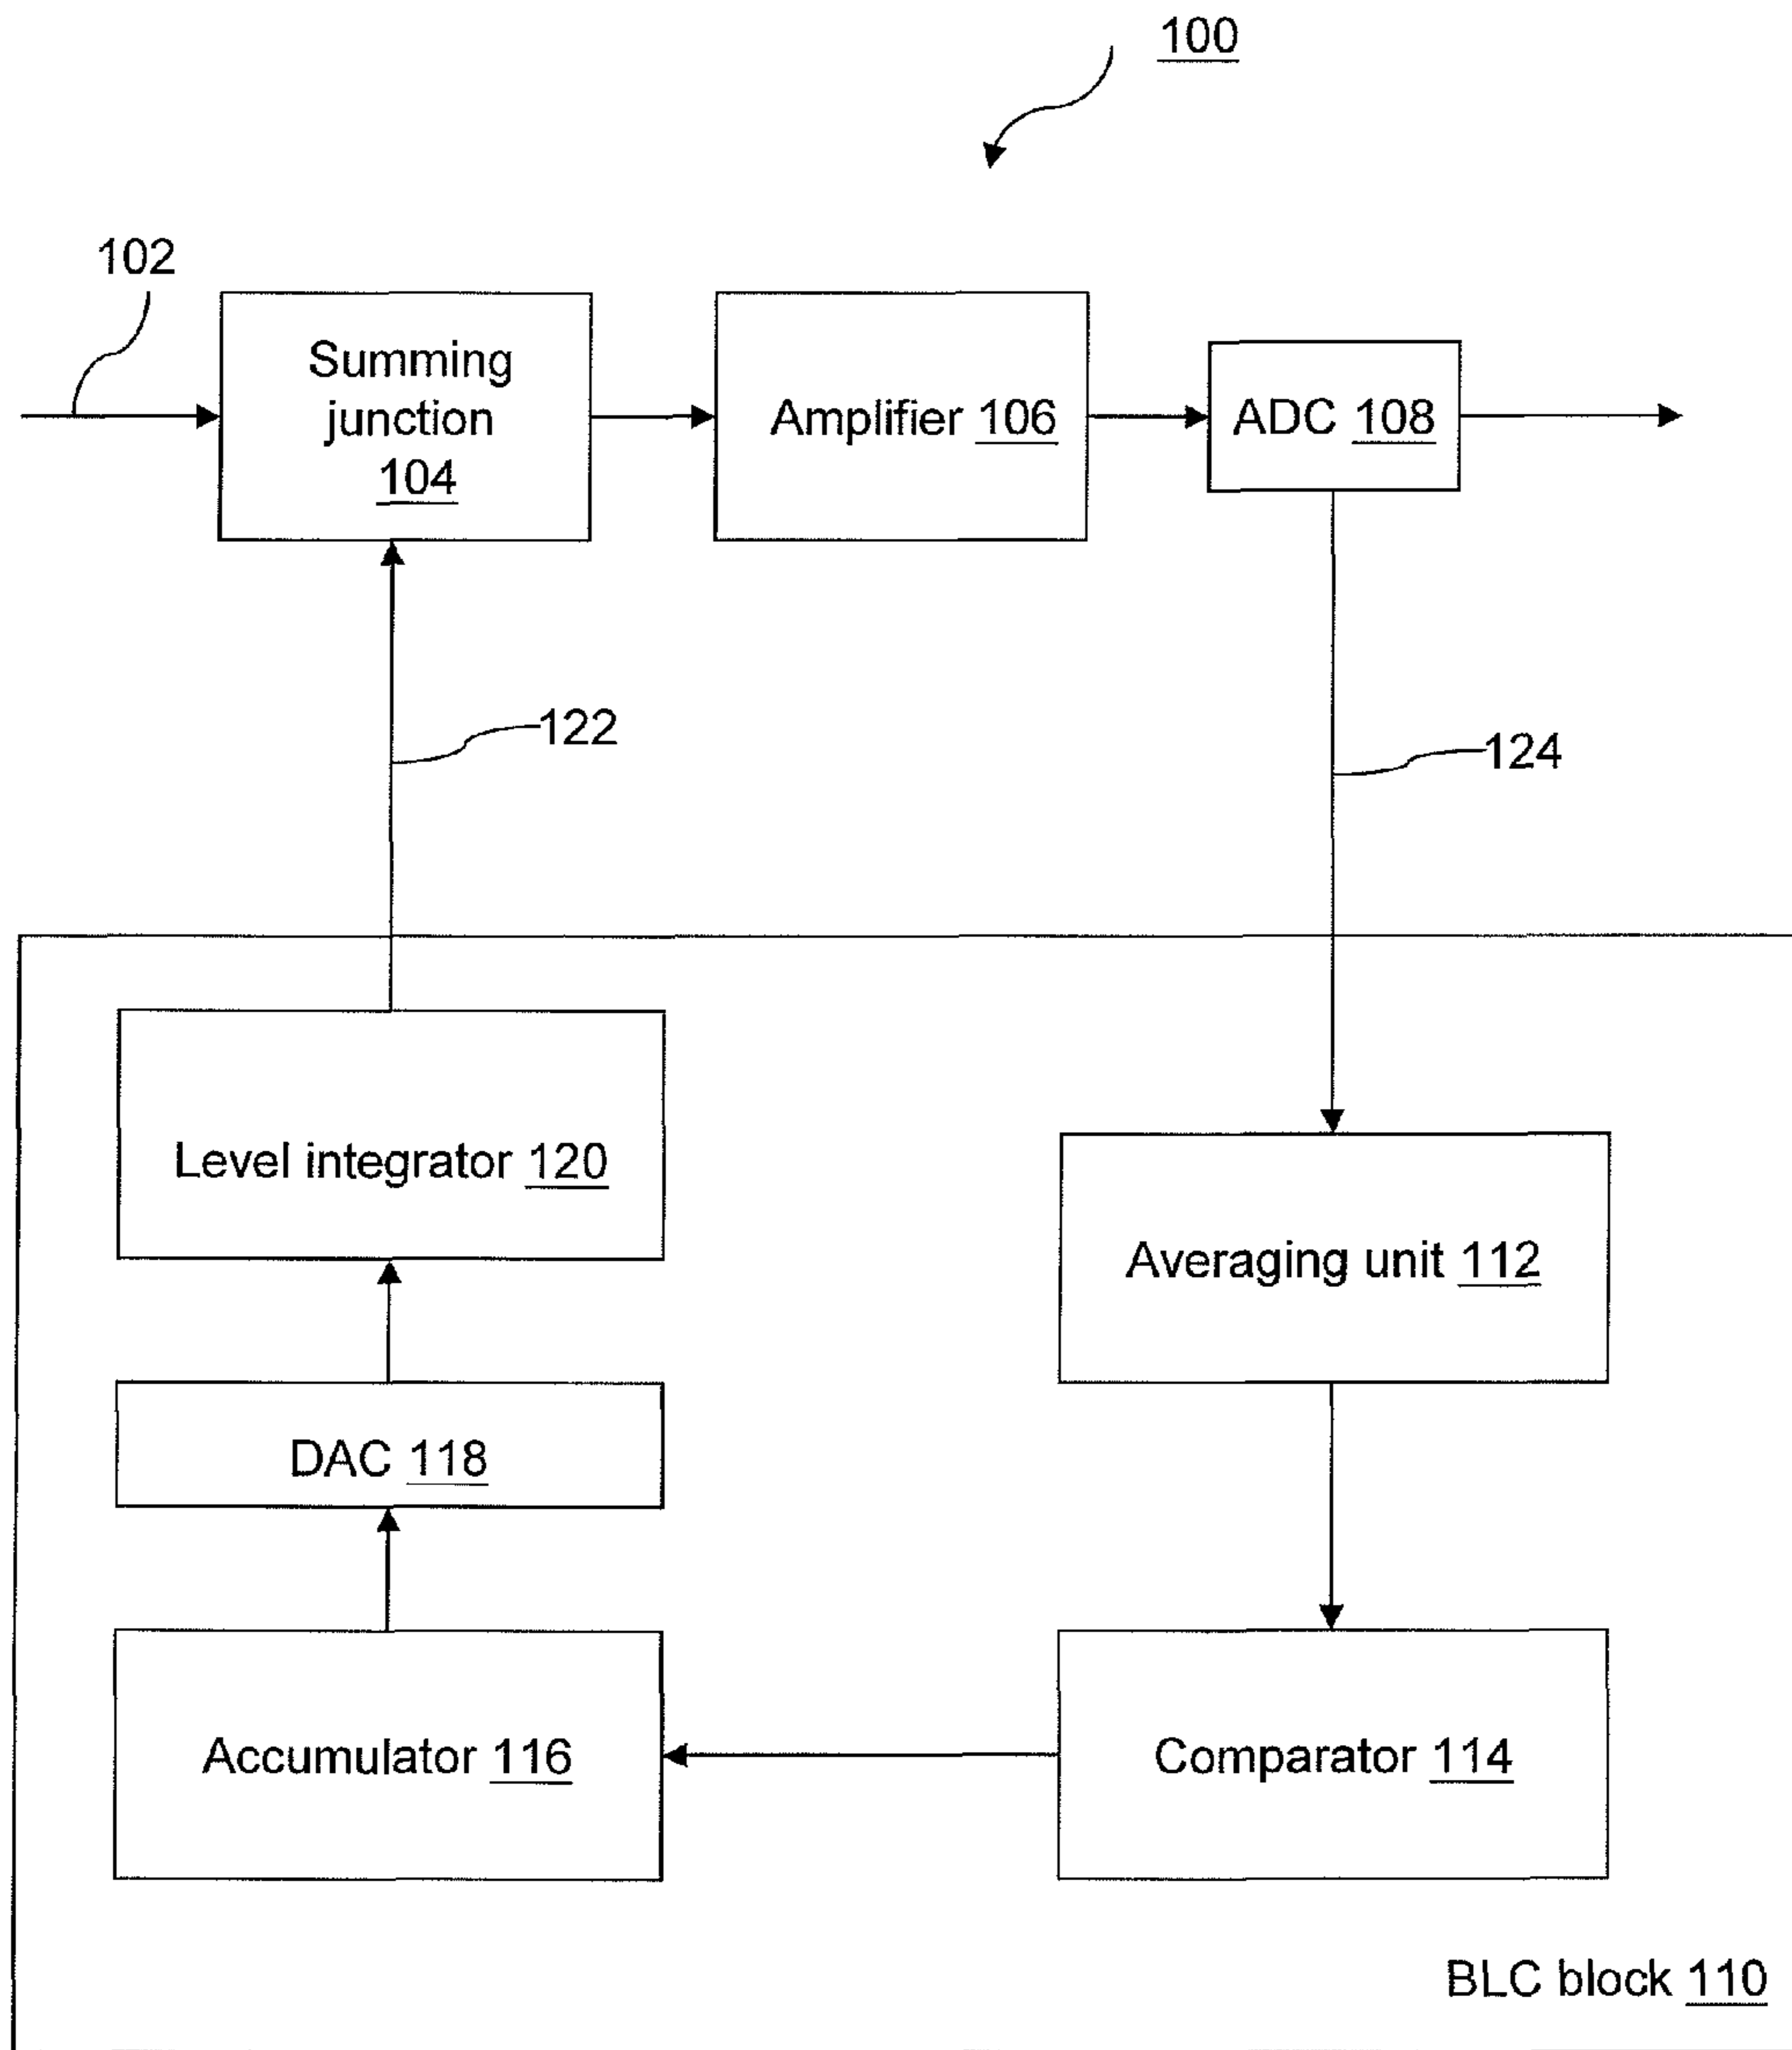 100
102
Summing
junction
104
Amplifier 106
ADC 108
122
124
Level integrator 120
Averaging unit 112
DAC 118
Accumulator 116
Comparator 114
BLC block 110